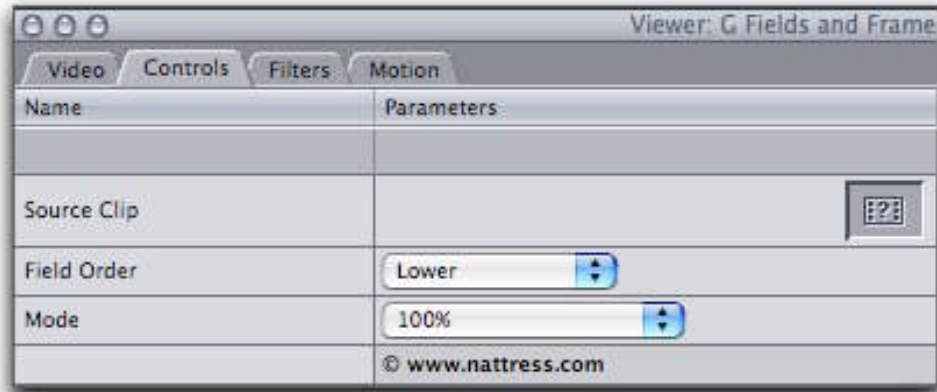 Viewer: G Fields and Frame
Video Controls Filters Motion
Name Parameters
Source Clip
Field Order Lower
Mode 100%
© www.nattress.com